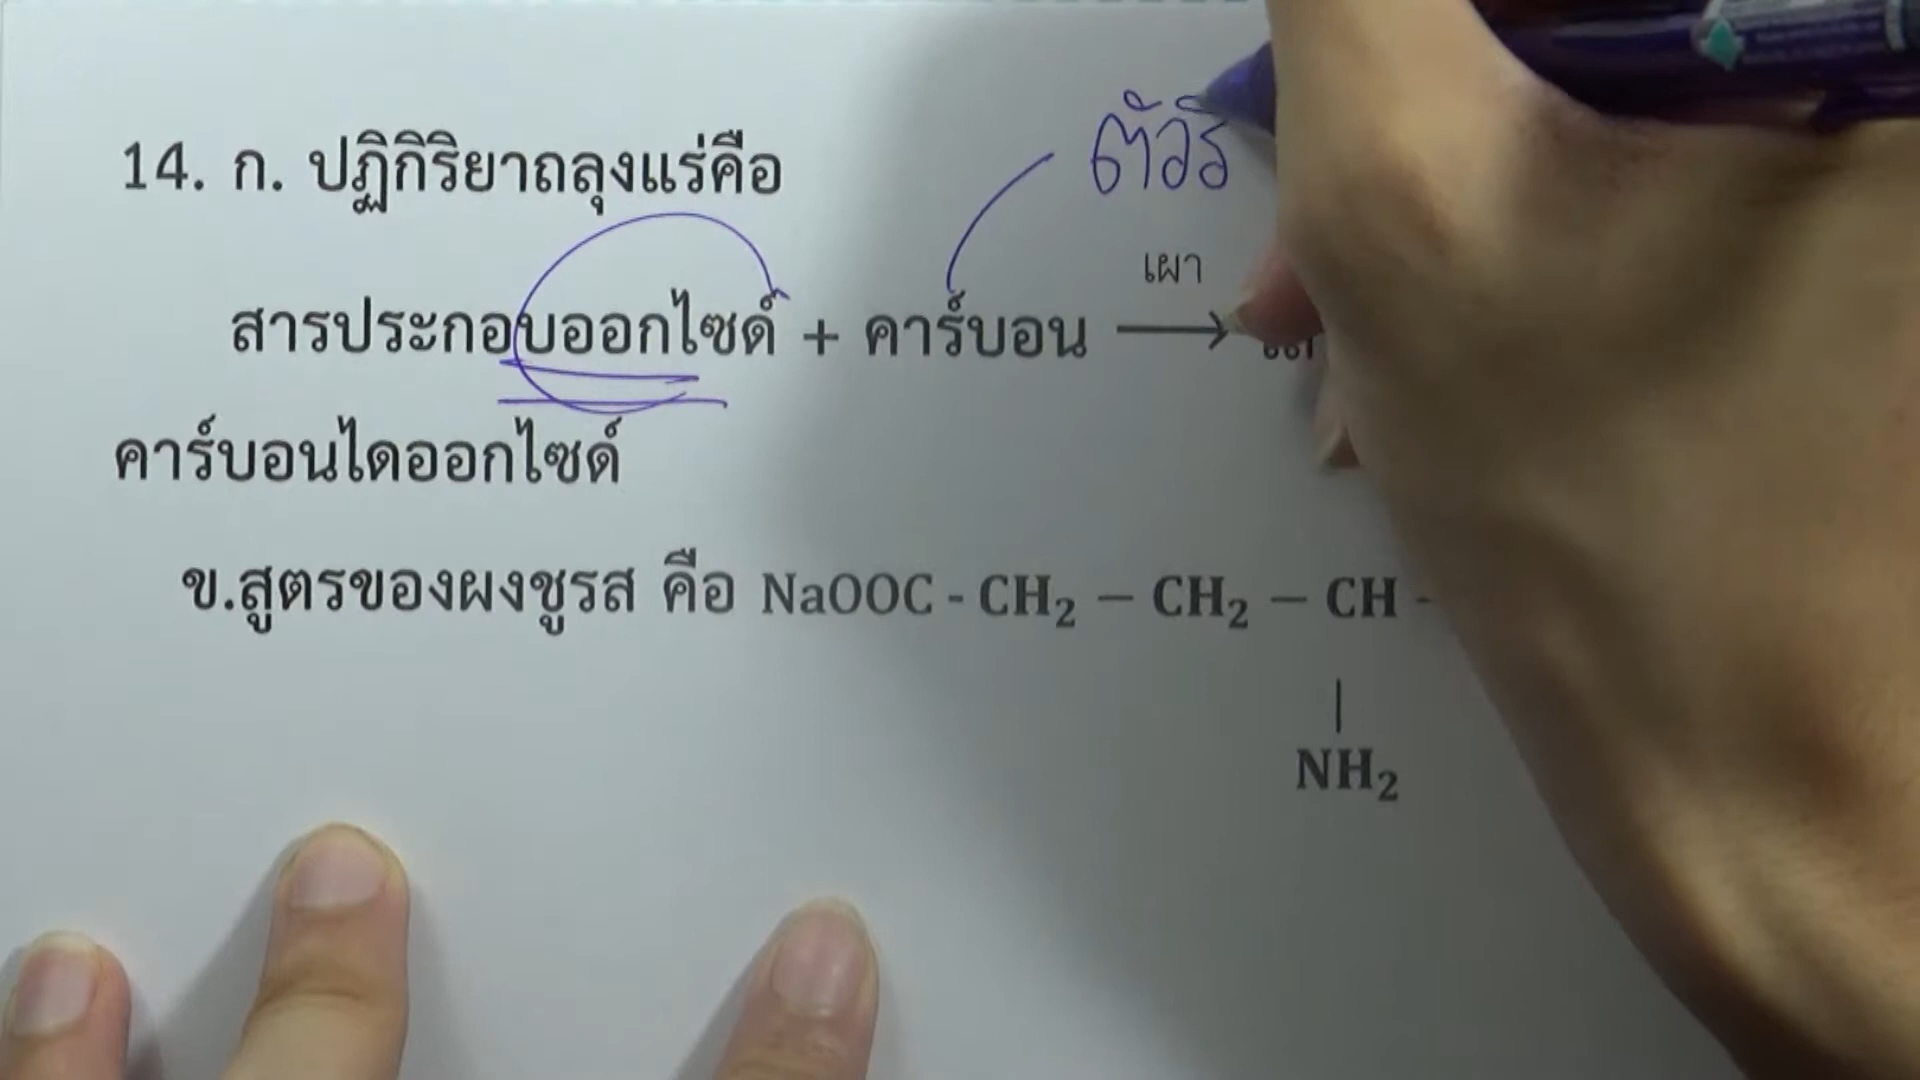 14. ก. ปฏิกิริยาถลุงแร่คือ
ตัวริ
เผา
สารประกอบออกไซด์ + คาร์บอน ⟶
คาร์บอนไดออกไซด์
ข.สูตรของผงชูรส คือ NaOOC - CH₂ – CH₂ – CH -
|
NH₂